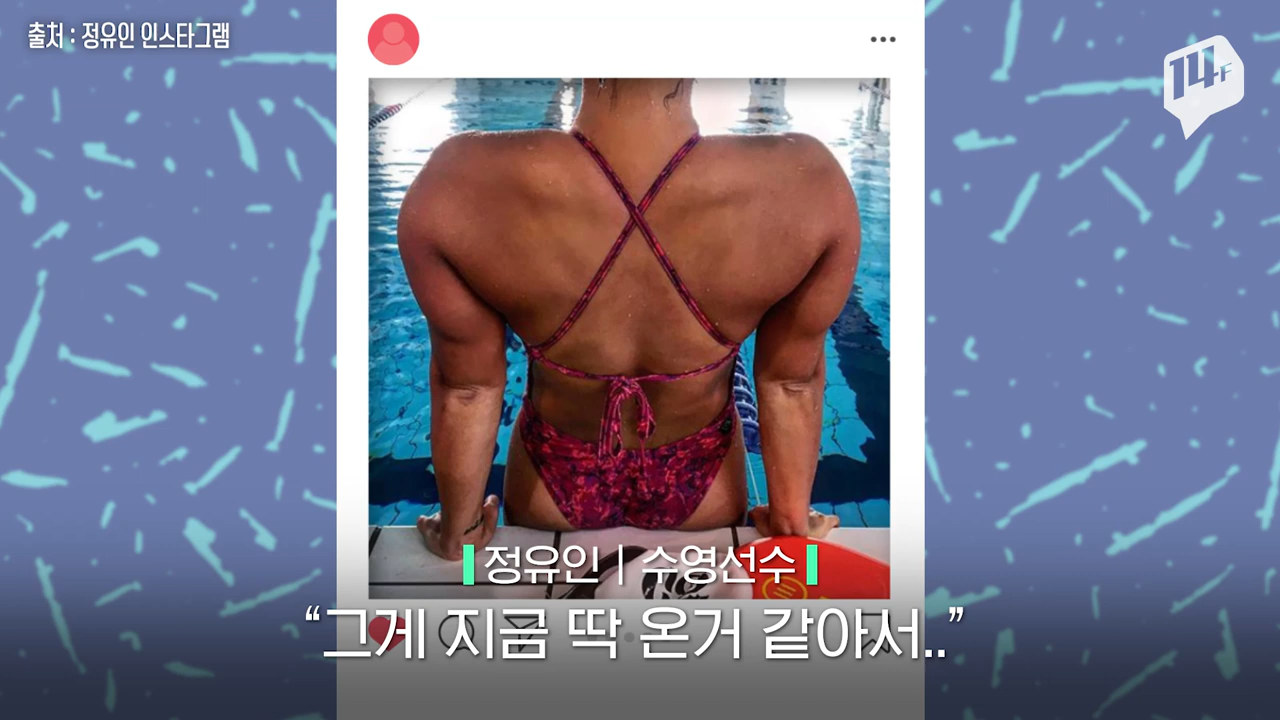 출처 : 정유인 인스타그램
14F
정유인 | 수영선수
“그게 지금 딱 온거 같아서..”